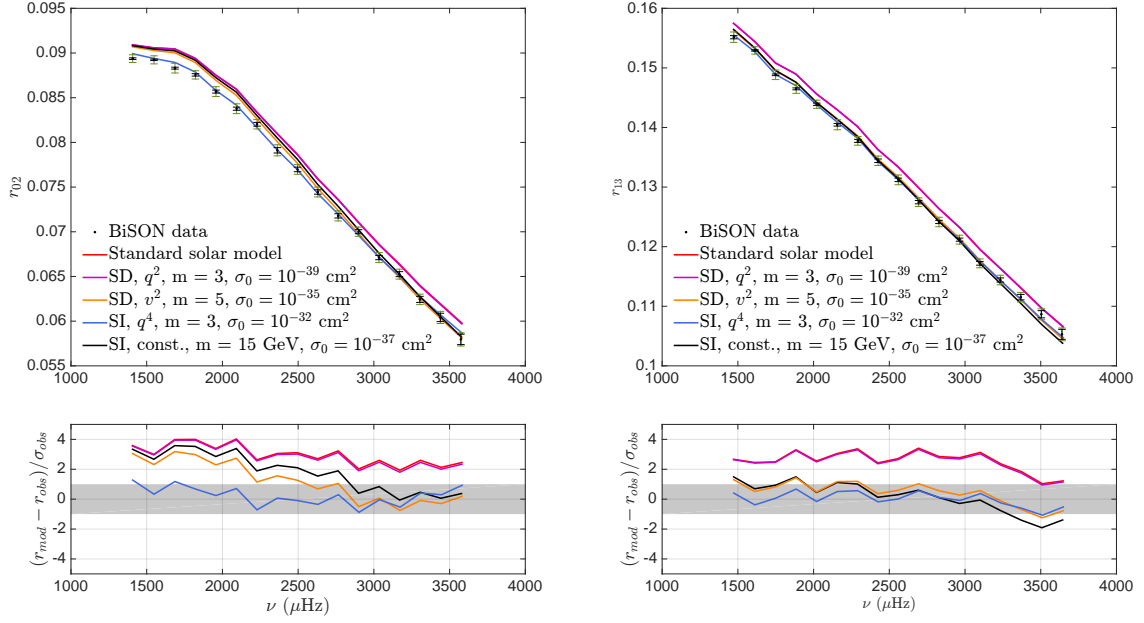 0.095
0.09
0.085
0.08
0.075
0.07
0.065
0.06
0.055
r₀₂
BiSON data
Standard solar model
SD, q², m = 3, σ₀ = 10⁻³⁹ cm²
SD, v², m = 5, σ₀ = 10⁻³⁵ cm²
SI, q⁴, m = 3, σ₀ = 10⁻³² cm²
SI, const., m = 15 GeV, σ₀ = 10⁻³⁷ cm²
1000 1500 2000 2500 3000 3500 4000
4
2
0
-2
-4
(r_mod − r_obs)/σ_obs
1000 1500 2000 2500 3000 3500 4000
ν (μHz)
0.16
0.15
0.14
0.13
0.12
0.11
0.1
r₁₃
BiSON data
Standard solar model
SD, q², m = 3, σ₀ = 10⁻³⁹ cm²
SD, v², m = 5, σ₀ = 10⁻³⁵ cm²
SI, q⁴, m = 3, σ₀ = 10⁻³² cm²
SI, const., m = 15 GeV, σ₀ = 10⁻³⁷ cm²
1000 1500 2000 2500 3000 3500 4000
4
2
0
-2
-4
(r_mod − r_obs)/σ_obs
1000 1500 2000 2500 3000 3500 4000
ν (μHz)